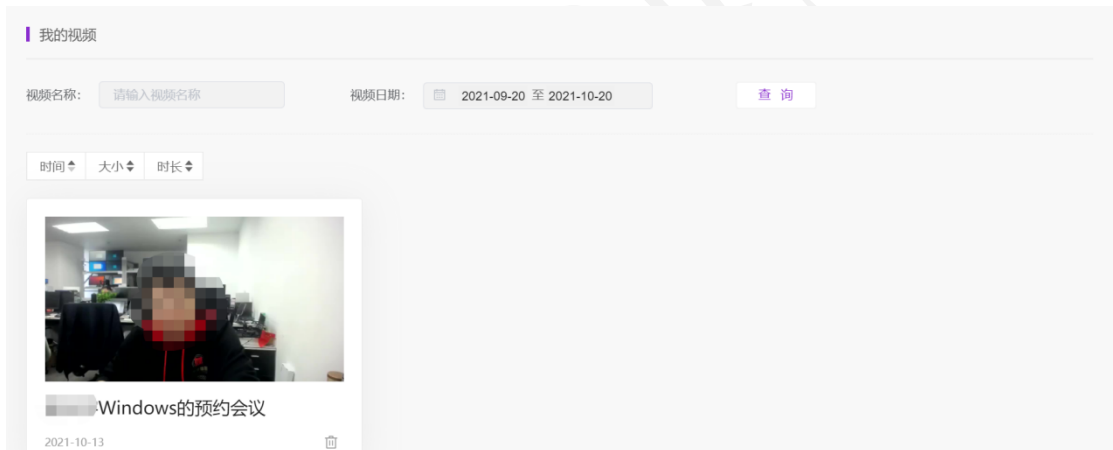 我的视频
视频名称： 请输入视频名称 视频日期： 2021-09-20 至 2021-10-20 查 询
时间 大小 时长
Windows的预约会议
2021-10-13